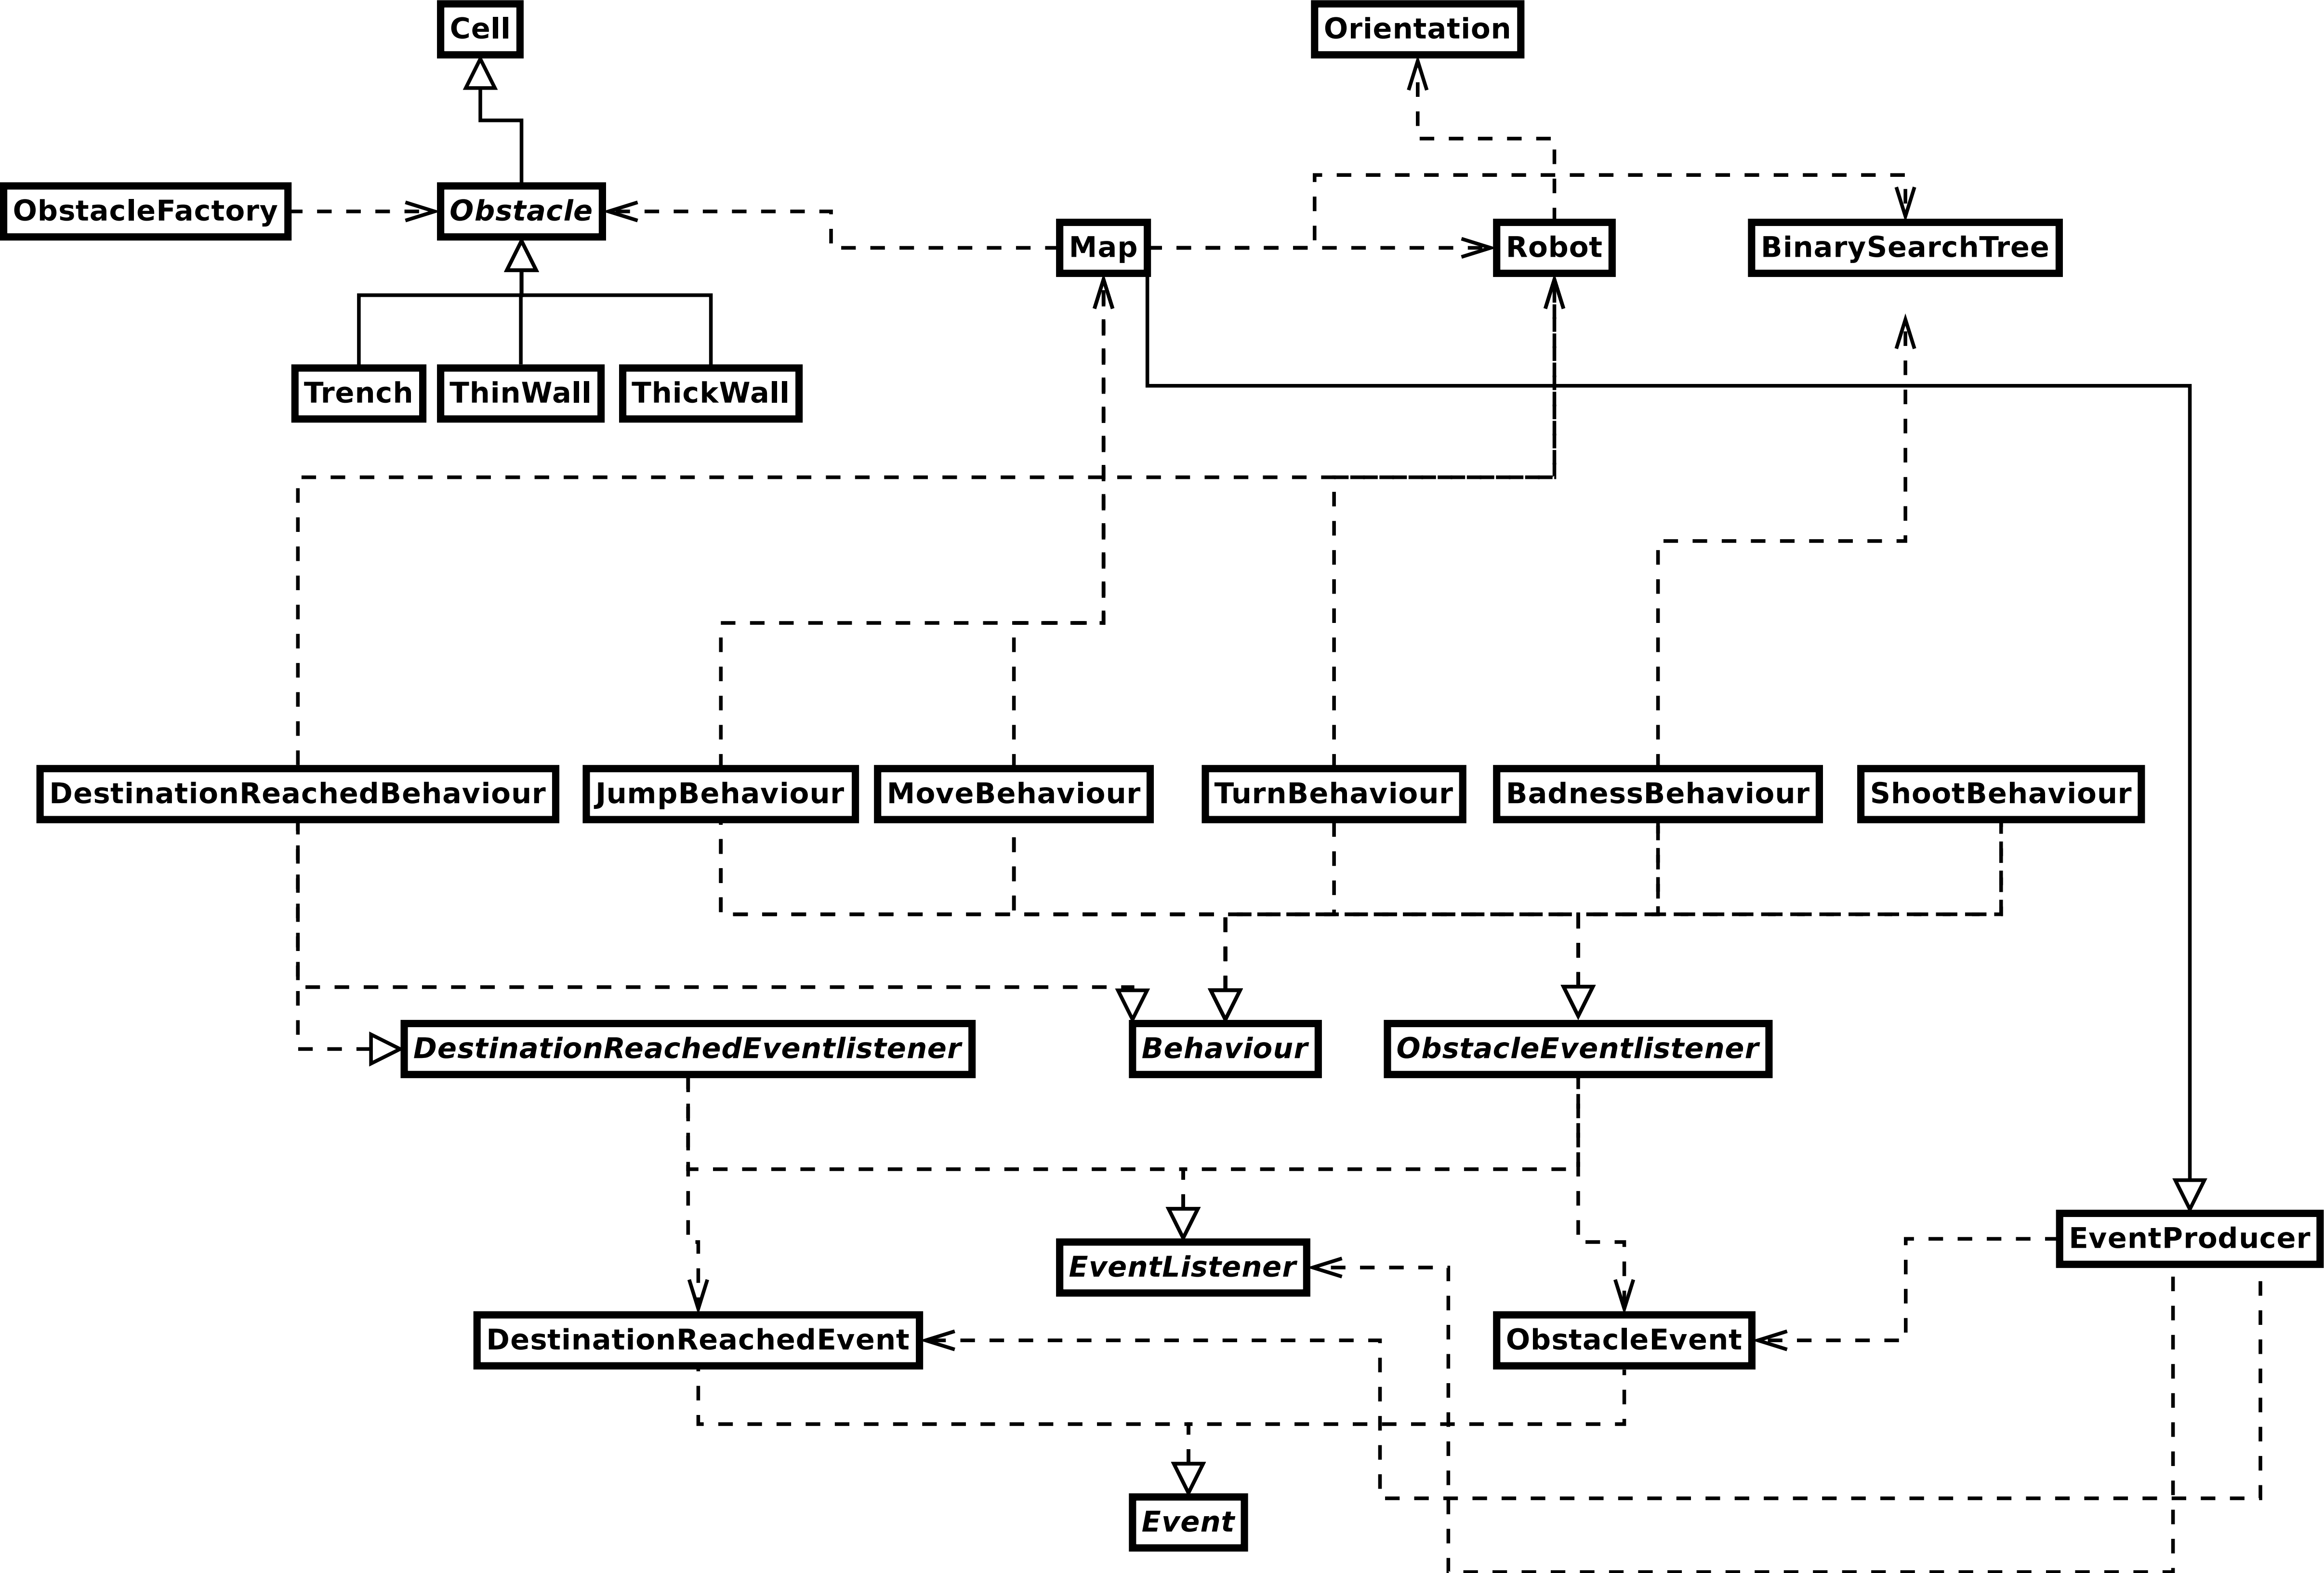 Cell
Orientation
ObstacleFactory
Obstacle
Map
Robot
BinarySearchTree
Trench
ThinWall
ThickWall
DestinationReachedBehaviour
JumpBehaviour
MoveBehaviour
TurnBehaviour
BadnessBehaviour
ShootBehaviour
DestinationReachedEventlistener
Behaviour
ObstacleEventlistener
EventProducer
EventListener
DestinationReachedEvent
ObstacleEvent
Event